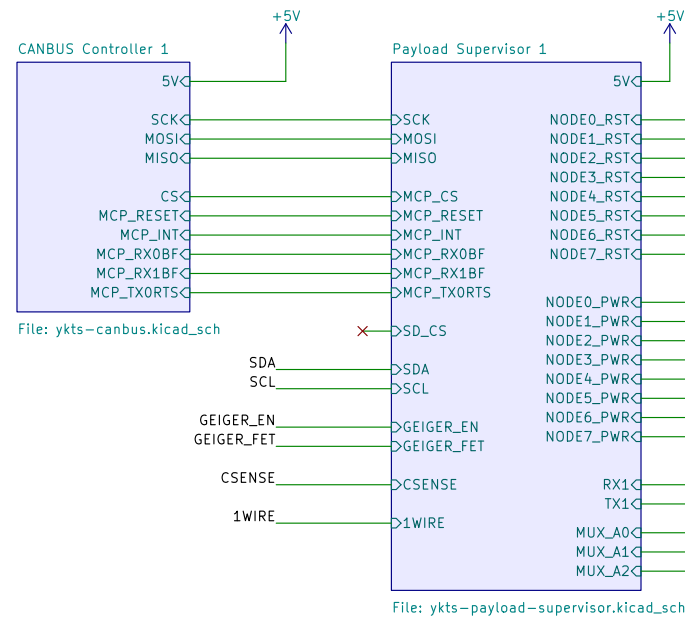 +5V
+5V
CANBUS Controller 1
5V
SCK
MOSI
MISO
CS
MCP_RESET
MCP_INT
MCP_RX0BF
MCP_RX1BF
MCP_TX0RTS
File: ykts-canbus.kicad_sch
SDA
SCL
GEIGER_EN
GEIGER_FET
CSENSE
1WIRE
Payload Supervisor 1
SCK
MOSI
MISO
MCP_CS
MCP_RESET
MCP_INT
MCP_RX0BF
MCP_RX1BF
MCP_TX0RTS
SD_CS
SDA
SCL
GEIGER_EN
GEIGER_FET
CSENSE
1WIRE
5V
NODE0_RST
NODE1_RST
NODE2_RST
NODE3_RST
NODE4_RST
NODE5_RST
NODE6_RST
NODE7_RST
NODE0_PWR
NODE1_PWR
NODE2_PWR
NODE3_PWR
NODE4_PWR
NODE5_PWR
NODE6_PWR
NODE7_PWR
RX1
TX1
MUX_A0
MUX_A1
MUX_A2
File: ykts-payload-supervisor.kicad_sch